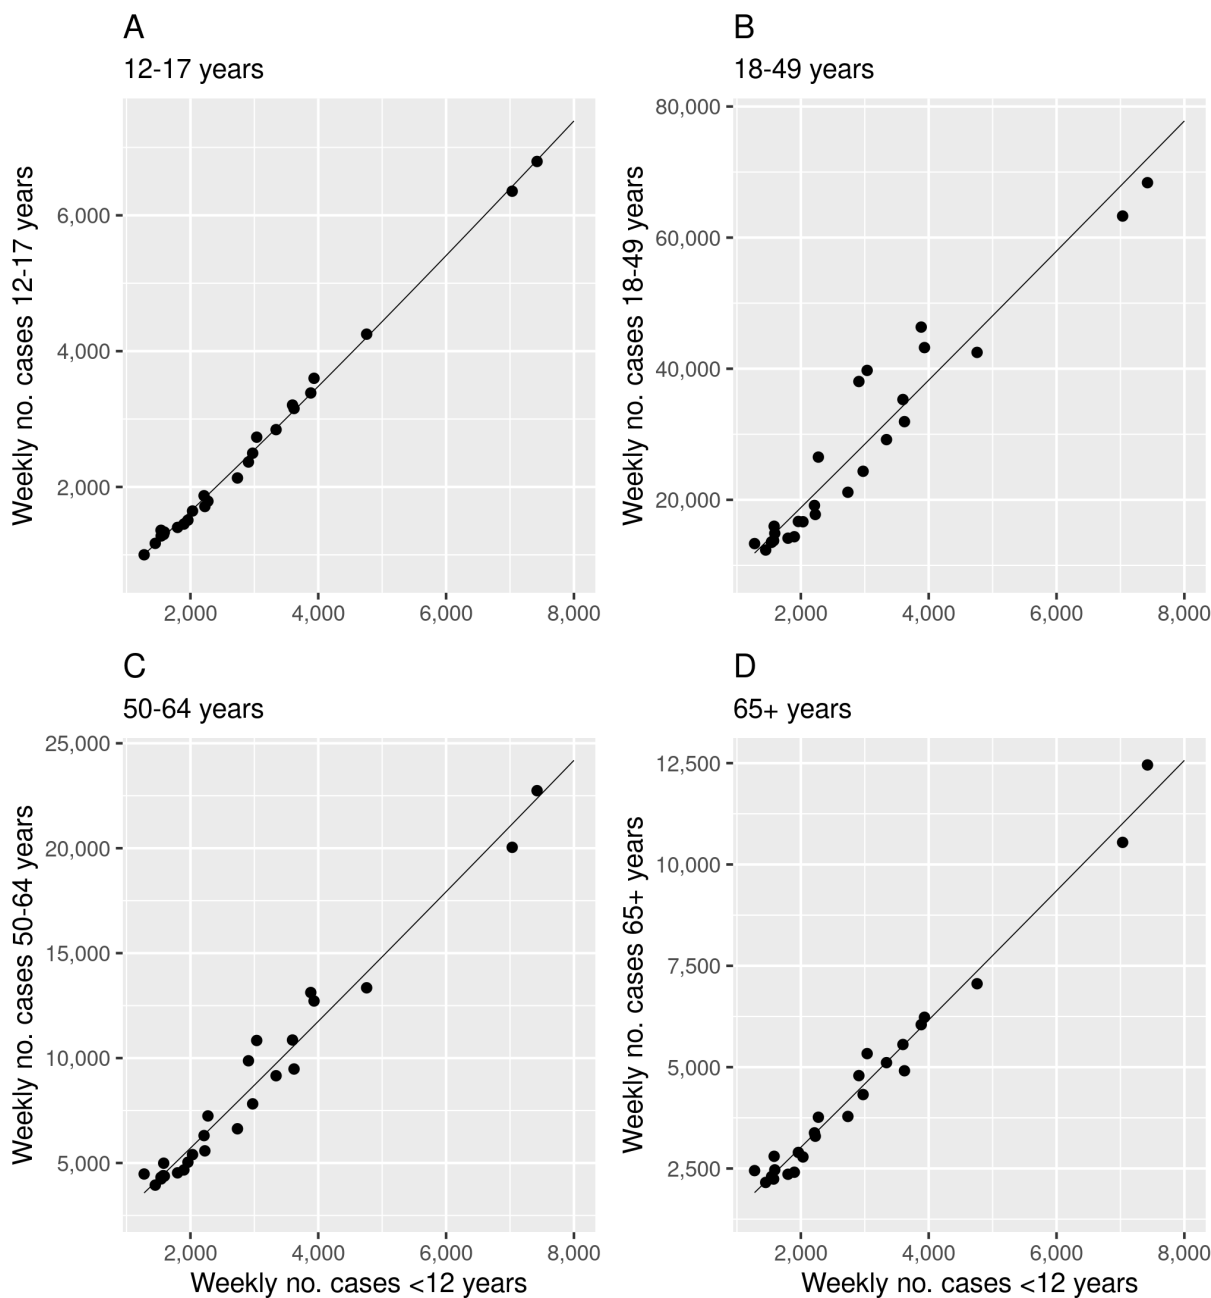 A
12-17 years
Weekly no. cases 12-17 years
6,000
4,000
2,000
2,000 4,000 6,000 8,000
B
18-49 years
Weekly no. cases 18-49 years
80,000
60,000
40,000
20,000
2,000 4,000 6,000 8,000
C
50-64 years
Weekly no. cases 50-64 years
25,000
20,000
15,000
10,000
5,000
2,000 4,000 6,000 8,000
Weekly no. cases <12 years
D
65+ years
Weekly no. cases 65+ years
12,500
10,000
7,500
5,000
2,500
2,000 4,000 6,000 8,000
Weekly no. cases <12 years